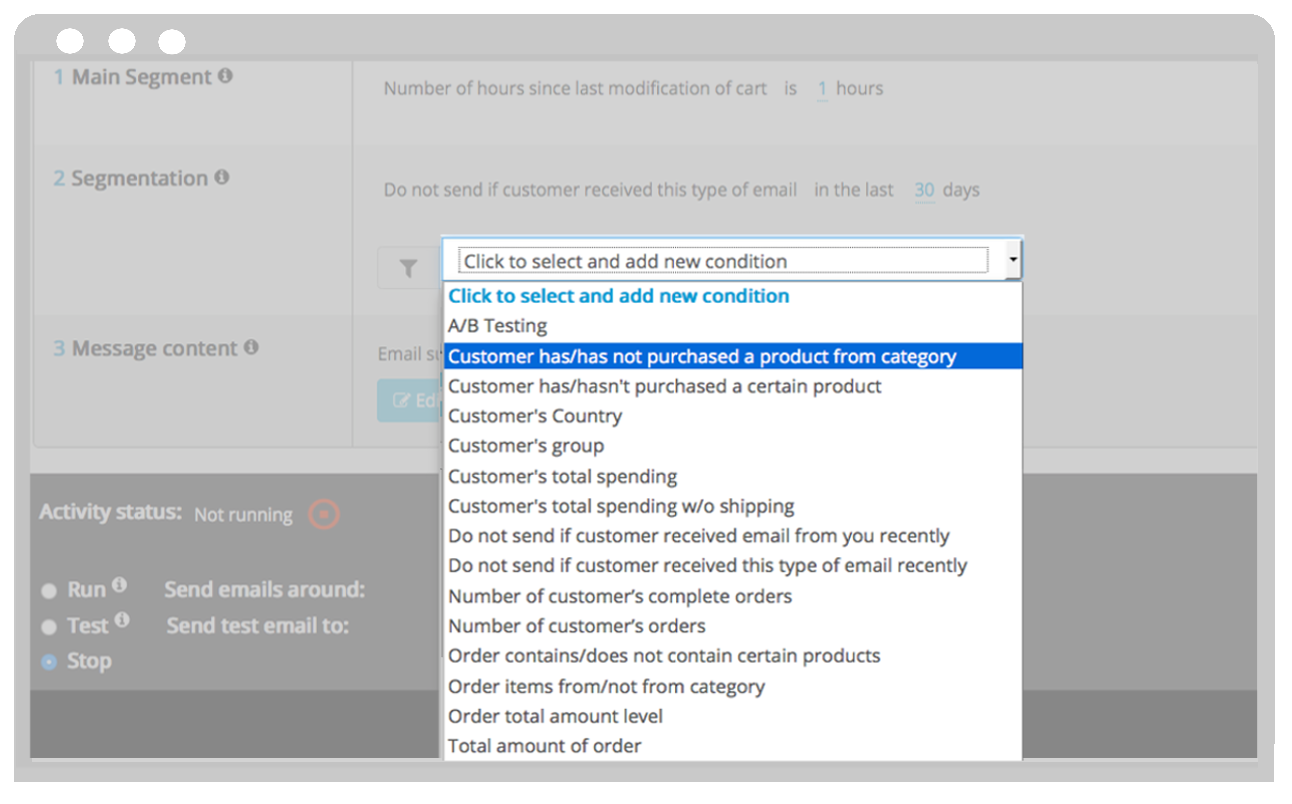 1 Main Segment
Number of hours since last modification of cart is 1 hours
2 Segmentation
Do not send if customer received this type of email in the last 30 days
Click to select and add new condition
Click to select and add new condition
A/B Testing
Customer has/has not purchased a product from category
Customer has/hasn't purchased a certain product
Customer's Country
Customer's group
Customer's total spending
Customer's total spending w/o shipping
Do not send if customer received email from you recently
Do not send if customer received this type of email recently
Number of customer’s complete orders
Number of customer’s orders
Order contains/does not contain certain products
Order items from/not from category
Order total amount level
Total amount of order
3 Message content
Email
Activity status: Not running
Run Send emails around:
Test Send test email to:
Stop